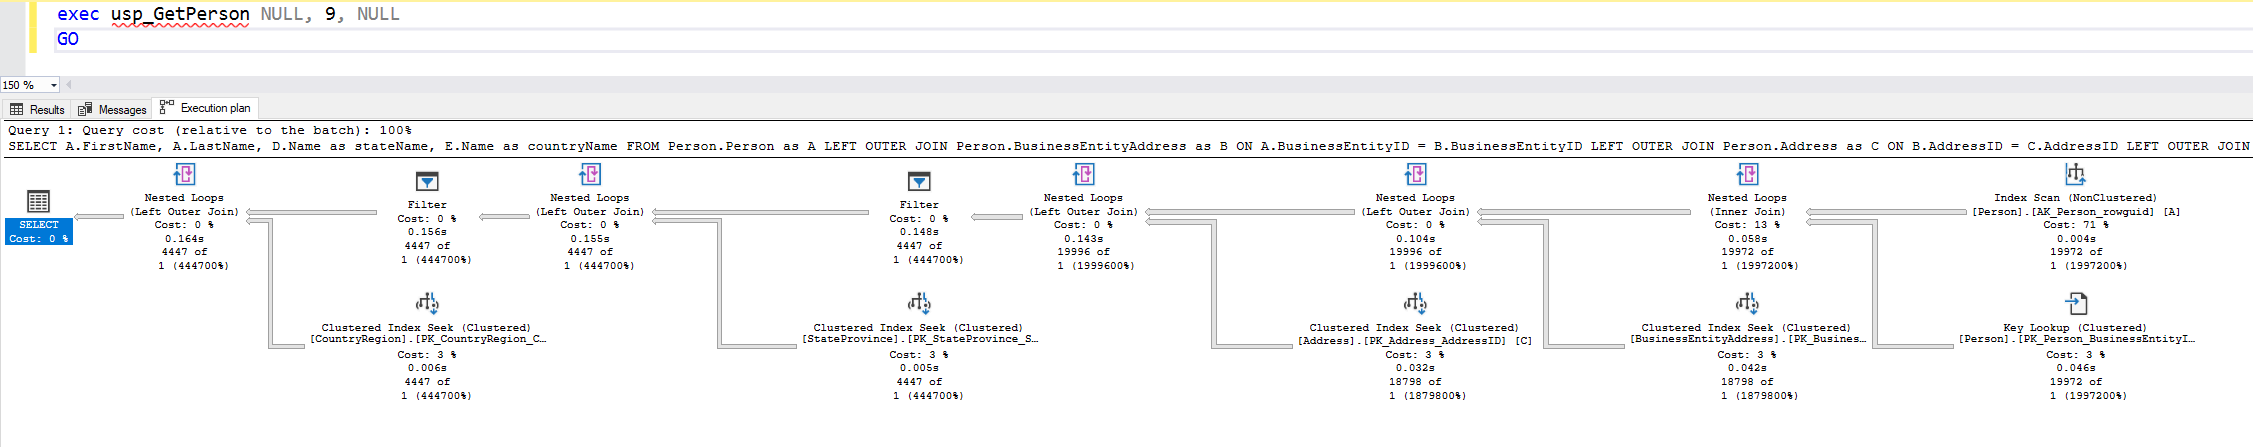 exec usp_GetPerson NULL, 9, NULL
GO
150 %
Results Messages Execution plan
Query 1: Query cost (relative to the batch): 100%
SELECT A.FirstName, A.LastName, D.Name as stateName, E.Name as countryName FROM Person.Person as A LEFT OUTER JOIN Person.BusinessEntityAddress as B ON A.BusinessEntityID = B.BusinessEntityID LEFT OUTER JOIN Person.Address as C ON B.AddressID = C.AddressID LEFT OUTER JOIN
SELECT
Cost: 0 %
Nested Loops
(Left Outer Join)
Cost: 0 %
0.164s
4447 of
1 (444700%)
Filter
Cost: 0 %
0.156s
4447 of
1 (444700%)
Nested Loops
(Left Outer Join)
Cost: 0 %
0.155s
4447 of
1 (444700%)
Filter
Cost: 0 %
0.148s
4447 of
1 (444700%)
Nested Loops
(Left Outer Join)
Cost: 0 %
0.143s
19996 of
1 (1999600%)
Nested Loops
(Left Outer Join)
Cost: 0 %
0.104s
19996 of
1 (1999600%)
Nested Loops
(Inner Join)
Cost: 13 %
0.058s
19972 of
1 (1997200%)
Index Scan (NonClustered)
[Person].[AK_Person_rowguid] [A]
Cost: 71 %
0.004s
19972 of
1 (1997200%)
Clustered Index Seek (Clustered)
[CountryRegion].[PK_CountryRegion_C…
Cost: 3 %
0.006s
4447 of
1 (444700%)
Clustered Index Seek (Clustered)
[StateProvince].[PK_StateProvince_S…
Cost: 3 %
0.005s
4447 of
1 (444700%)
Clustered Index Seek (Clustered)
[Address].[PK_Address_AddressID] [C]
Cost: 3 %
0.032s
18798 of
1 (1879800%)
Clustered Index Seek (Clustered)
[BusinessEntityAddress].[PK_Busines…
Cost: 3 %
0.042s
18798 of
1 (1879800%)
Key Lookup (Clustered)
[Person].[PK_Person_BusinessEntityI…
Cost: 3 %
0.046s
19972 of
1 (1997200%)